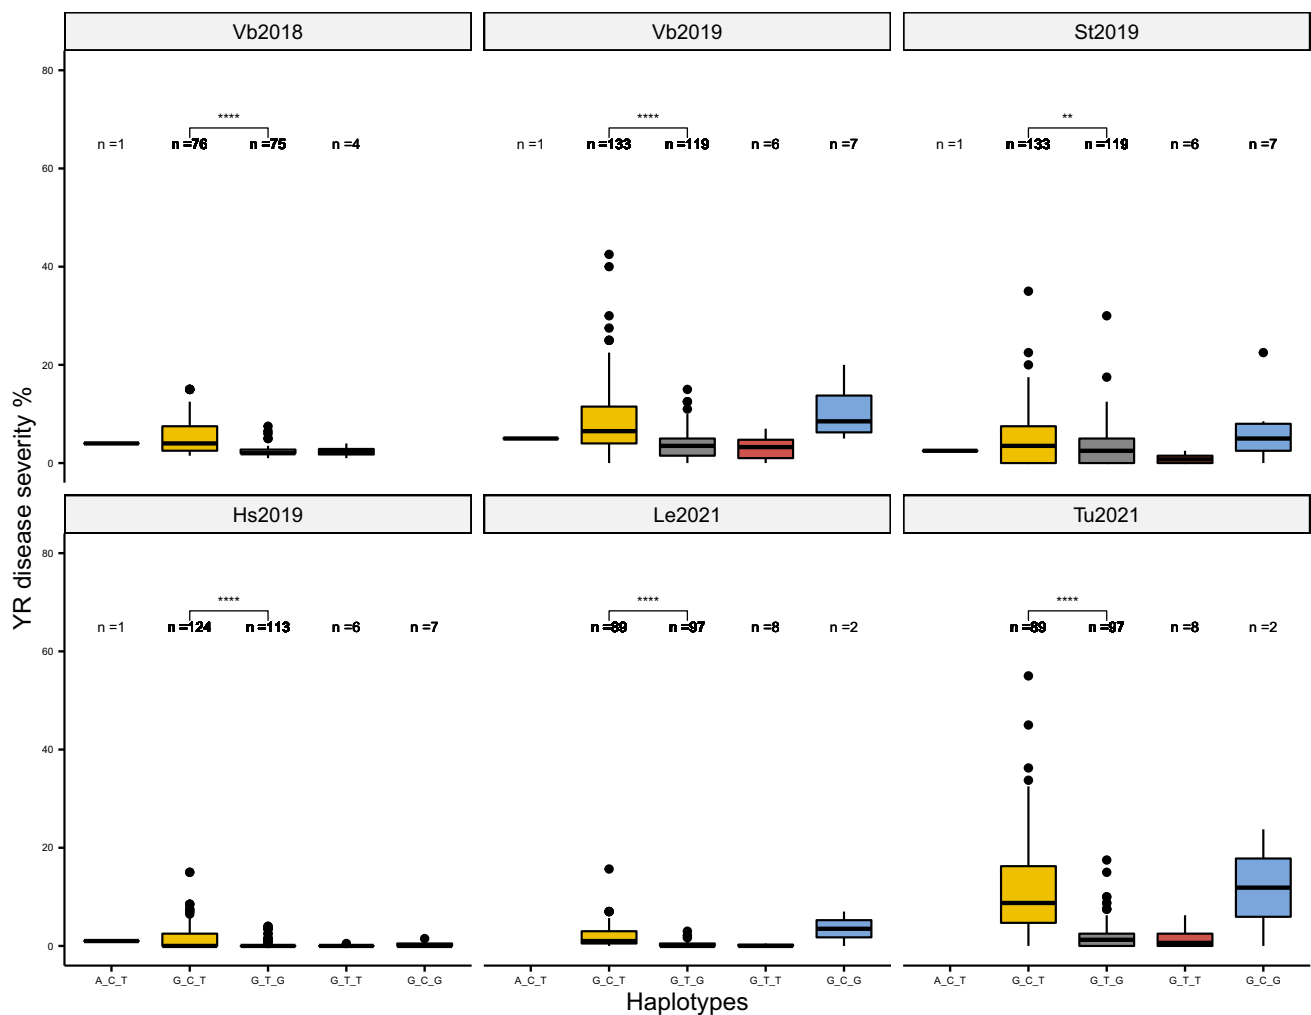 Vb2018 Vb2019 St2019
80
**** **** **
n =1 n =76 n =75 n =4 n =1 n =133 n =119 n =6 n =7 n =1 n =133 n =119 n =6 n =7
60
40
20
0
YR disease severity %
Hs2019 Le2021 Tu2021
80
**** **** ****
n =1 n =124 n =113 n =6 n =7 n =89 n =97 n =8 n =2 n =89 n =97 n =8 n =2
60
40
20
0
A_C_T G_C_T G_T_G G_T_T G_C_G A_C_T G_C_T G_T_G G_T_T G_C_G A_C_T G_C_T G_T_G G_T_T G_C_G
Haplotypes